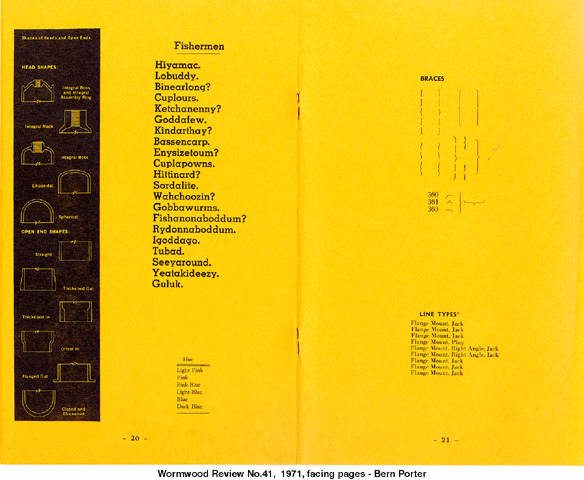 Shapes of Heads and Open Ends.
HEAD SHAPES:
Integral Boss
and Integral
Assembly Ring
Integral Neck
Integral Boss
Ellipsoidal
Spherical
OPEN END SHAPES:
Straight
Thickened Out
Thickened In
Offset In
Flanged Out
Closed and
Thickened
Fishermen
Hiyamac.
Lobuddy.
Binearlong?
Cuplours.
Ketchanenny?
Goddafew.
Kindarthay?
Bassencarp.
Enysizetoum?
Cuplapowns.
Hittinard?
Sordalite.
Wahchoozin?
Gobbawurms.
Fishanonaboddum?
Rydonnaboddum.
Igoddago.
Tubad.
Seeyaround.
Yeatakideezy.
Guluk.
Hue
Light Pink
Pink
Pink-Blue
Light-Blue
Blue
Dark Blue
- 20 -
BRACES
360
361
363
LINE TYPES*
Flange Mount, Jack
Flange Mount, Jack
Flange Mount, Jack
Flange Mount, Plug
Flange Mount, Right Angle, Jack
Flange Mount, Right Angle, Jack
Flange Mount, Jack
Flange Mount, Jack
Flange Mount, Jack
- 21 -
Wormwood Review No.41, 1971, facing pages - Bern Porter